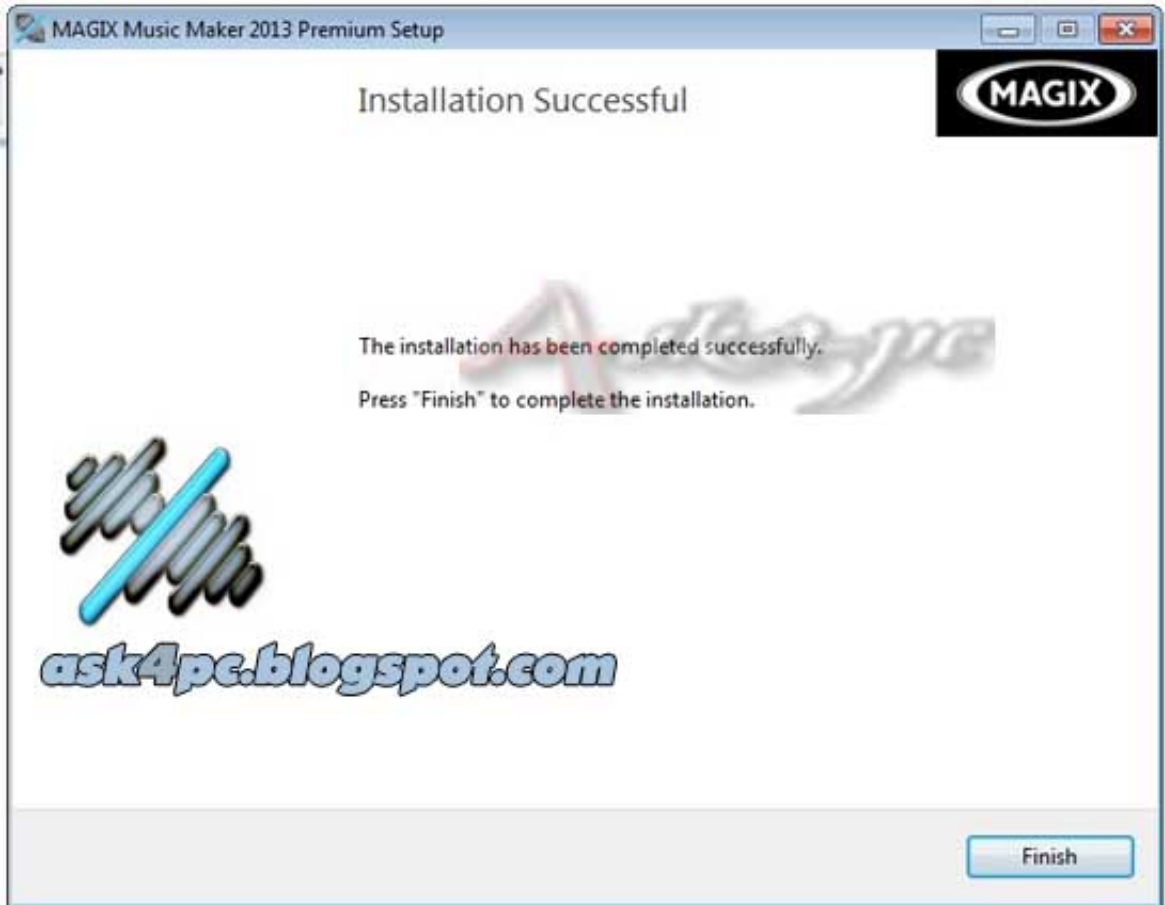 MAGIX Music Maker 2013 Premium Setup
Installation Successful
MAGIX
The installation has been completed successfully.
Press "Finish" to complete the installation.
ask4pc.blogspot.com
Finish